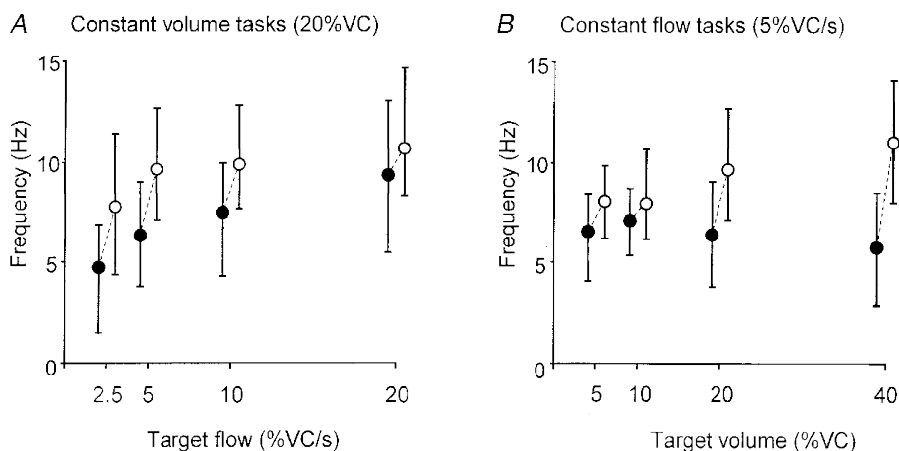 A Constant volume tasks (20%VC)
15
10
5
0
Frequency (Hz)
2.5 5 10 20
Target flow (%VC/s)
B Constant flow tasks (5%VC/s)
15
10
5
0
Frequency (Hz)
5 10 20 40
Target volume (%VC)